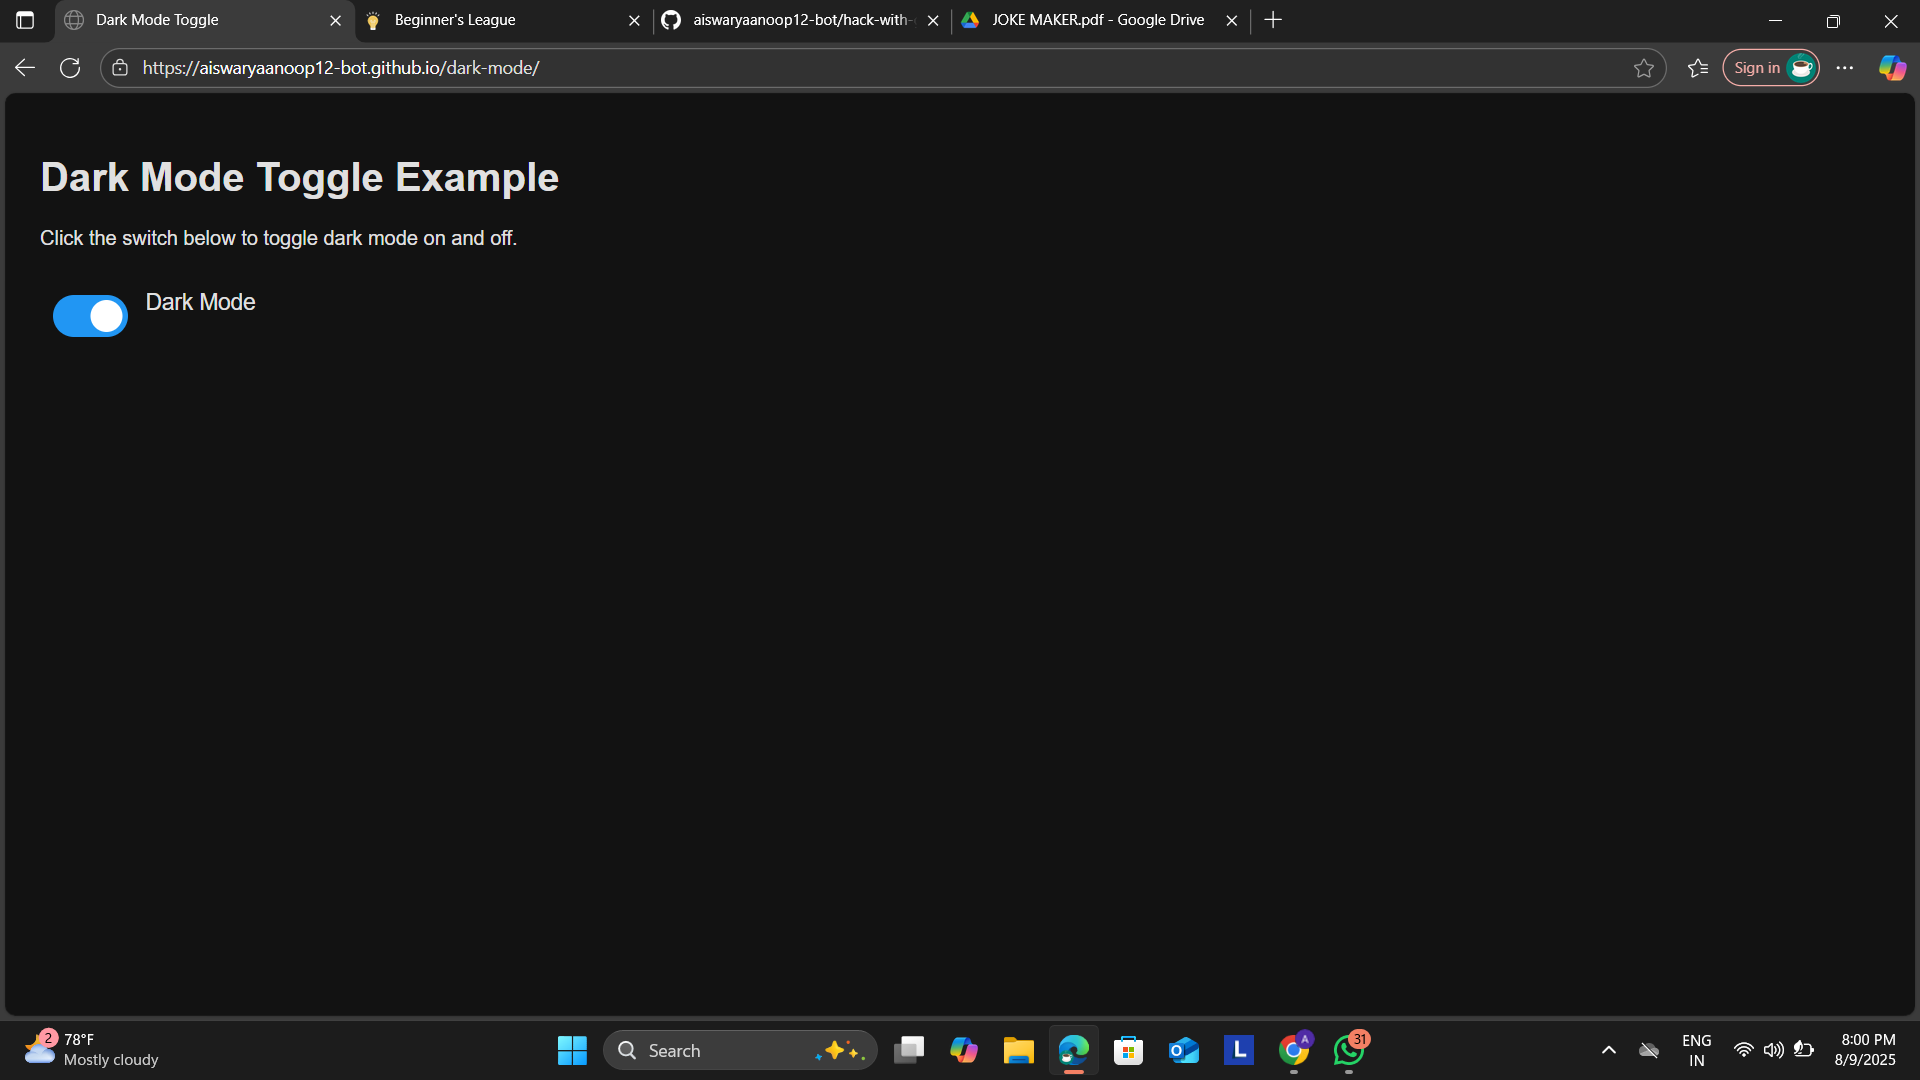 Dark Mode Toggle
Beginner's League
aiswaryaanoop12-bot/hack-with-
JOKE MAKER.pdf - Google Drive
https://aiswaryaanoop12-bot.github.io/dark-mode/
Sign in
Dark Mode Toggle Example
Click the switch below to toggle dark mode on and off.
Dark Mode
2
78°F
Mostly cloudy
Search
O
L
A
31
ENG
IN
8:00 PM
8/9/2025